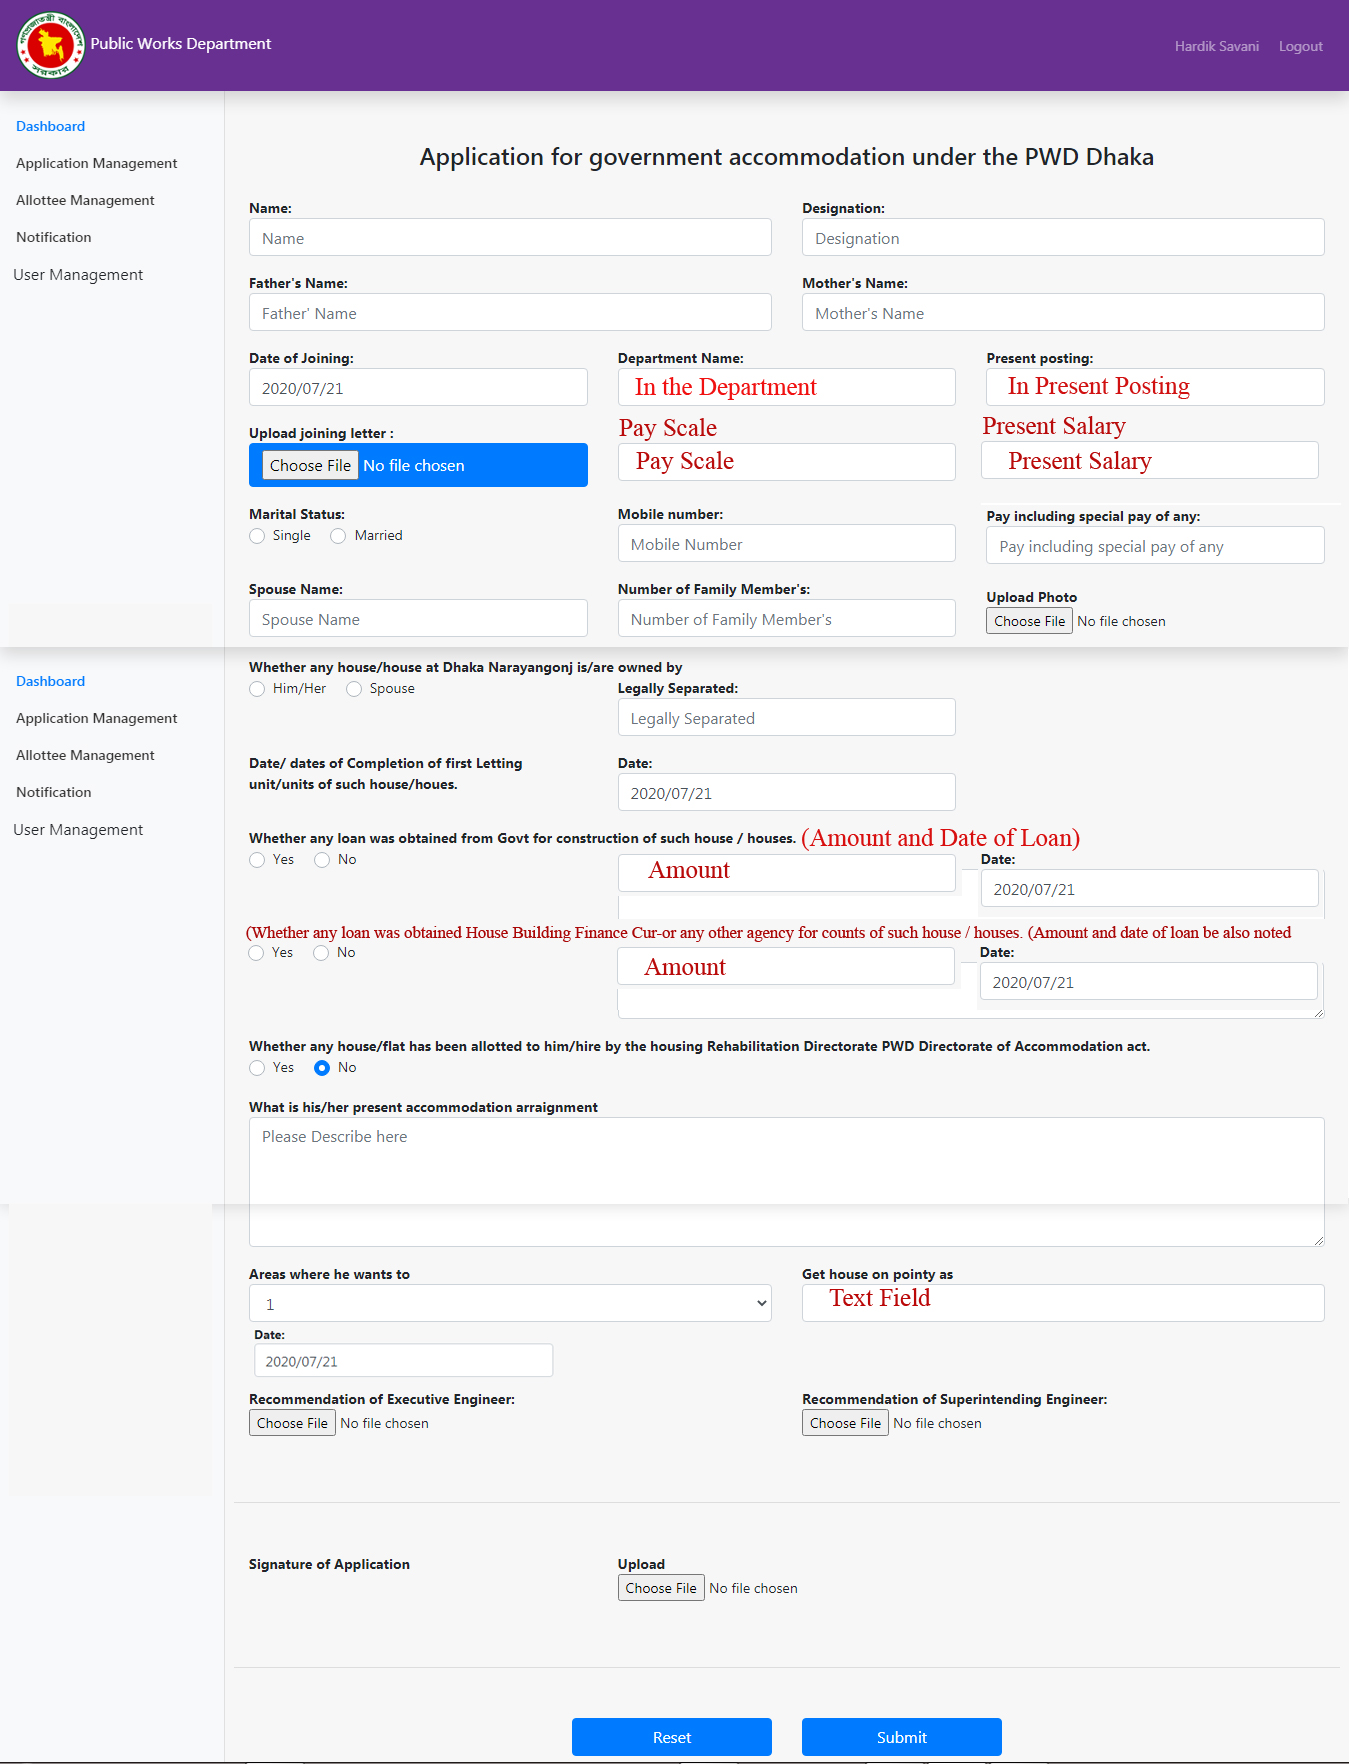 গণপ্রজাতন্ত্রী বাংলাদেশ
সরকার
Public Works Department
Hardik Savani Logout
Dashboard
Application Management
Allottee Management
Notification
User Management
Application for government accommodation under the PWD Dhaka
Name: Designation:
Name Designation
Father's Name: Mother's Name:
Father' Name Mother's Name
Date of Joining: Department Name: Present posting:
2020/07/21 In the Department In Present Posting
Upload joining letter : Pay Scale Present Salary
Choose File No file chosen Pay Scale Present Salary
Marital Status: Mobile number: Pay including special pay of any:
Single Married Mobile Number Pay including special pay of any
Spouse Name: Number of Family Member's: Upload Photo
Spouse Name Number of Family Member's Choose File No file chosen
Dashboard
Application Management
Allottee Management
Notification
User Management
Whether any house/house at Dhaka Narayangonj is/are owned by
Him/Her Spouse Legally Separated:
Legally Separated
Date/ dates of Completion of first Letting Date:
unit/units of such house/houes. 2020/07/21
Whether any loan was obtained from Govt for construction of such house / houses. (Amount and Date of Loan)
Yes No Amount Date:
2020/07/21
(Whether any loan was obtained House Building Finance Cur-or any other agency for counts of such house / houses. (Amount and date of loan be also noted
Yes No Amount Date:
2020/07/21
Whether any house/flat has been allotted to him/hire by the housing Rehabilitation Directorate PWD Directorate of Accommodation act.
Yes No
What is his/her present accommodation arraignment
Please Describe here
Areas where he wants to Get house on pointy as
1 Text Field
Date:
2020/07/21
Recommendation of Executive Engineer: Recommendation of Superintending Engineer:
Choose File No file chosen Choose File No file chosen
Signature of Application Upload
Choose File No file chosen
Reset Submit